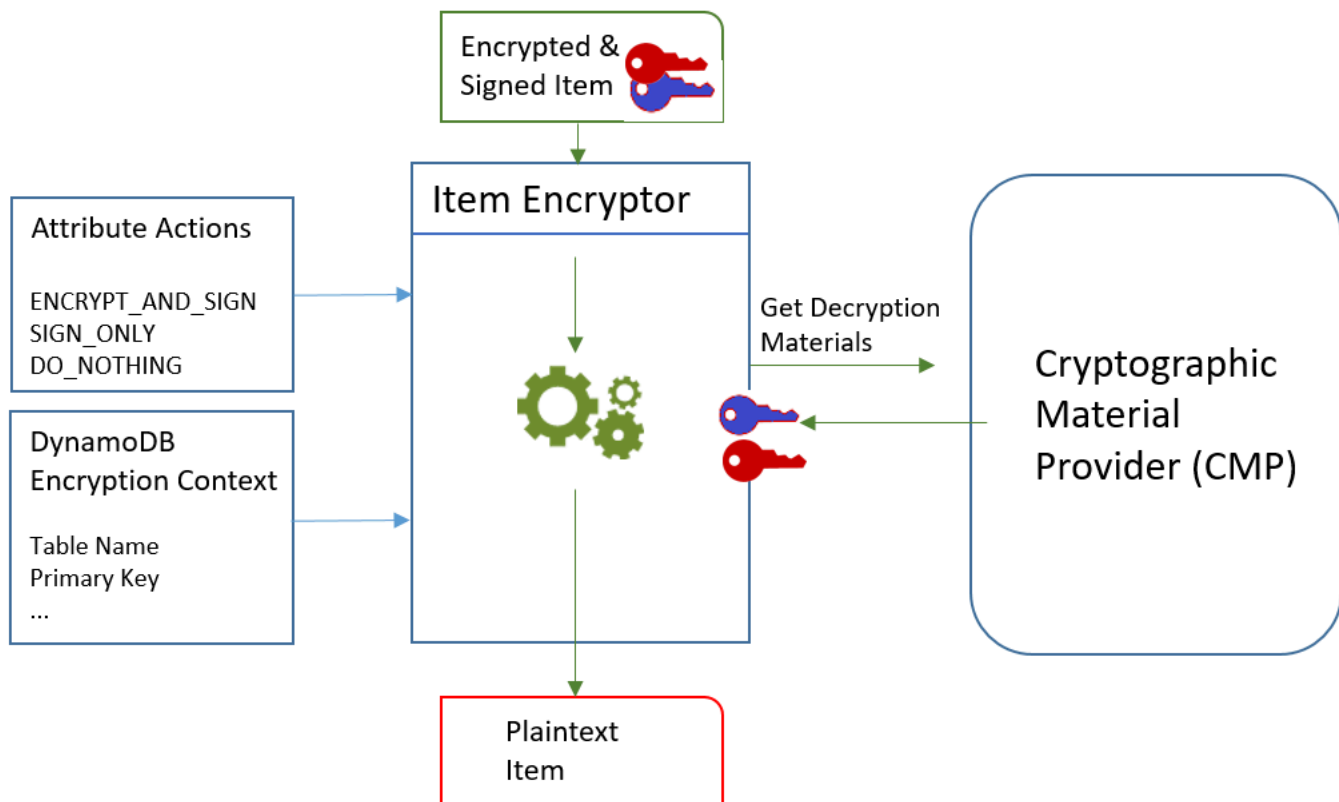 Encrypted &
Signed Item
Item Encryptor
Attribute Actions
ENCRYPT_AND_SIGN
SIGN_ONLY
DO_NOTHING
DynamoDB
Encryption Context
Table Name
Primary Key
...
Get Decryption
Materials
Cryptographic
Material
Provider (CMP)
Plaintext
Item